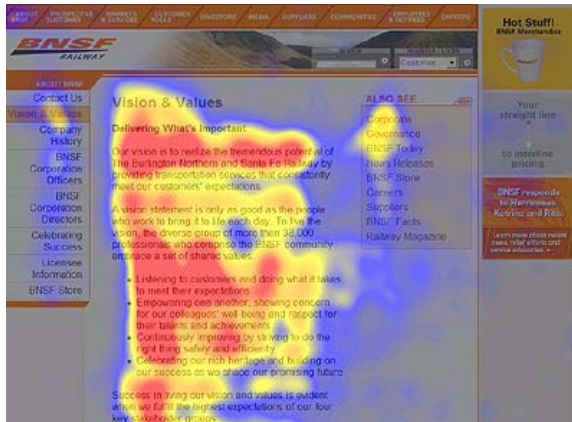 ABOUT BNSF
PROSPECTIVE CUSTOMER
MARKETS & SERVICES
CUSTOMER TOOLS
INVESTORS
MEDIA
SUPPLIERS
COMMUNITIES
EMPLOYEES & RETIREES
CAREERS
BNSF
RAILWAY
Customer
ABOUT BNSF
Contact Us
Vision & Values
Company
History
BNSF
Corporation
Officers
BNSF
Corporation
Directors
Celebrating
Success
Licensee
Information
BNSF Store
Vision & Values
Delivering What's Important
Our vision is to realize the tremendous potential of
The Burlington Northern and Santa Fe Railway by
providing transportation services that consistently
meet our customers' expectations.
A vision statement is only as good as the people
who work to bring it to life each day. To live the
vision, the diverse group of more than 38,000
professionals who comprise the BNSF community
embrace a set of shared values:
• Listening to customers and doing what it takes
to meet their expectations
• Empowering one another, showing concern
for our colleagues' well-being and respect for
their talents and achievements
• Continuously improving by striving to do the
right thing safely and efficiently
• Celebrating our rich heritage and building on
our success as we shape our promising future.
Success in living our vision and values is evident
when we fulfill the highest expectations of our four
key stakeholder groups
ALSO SEE
Corporate
Governance
BNSF Today
News Releases
BNSF Store
Careers
Suppliers
BNSF Facts
Railway Magazine
Hot Stuff!
BNSF Merchandise
Your
straight line
to interline
pricing.
BNSF responds
to Hurricanes
Katrina and Rita.
Learn more about recent
news, relief efforts and
service advisories.